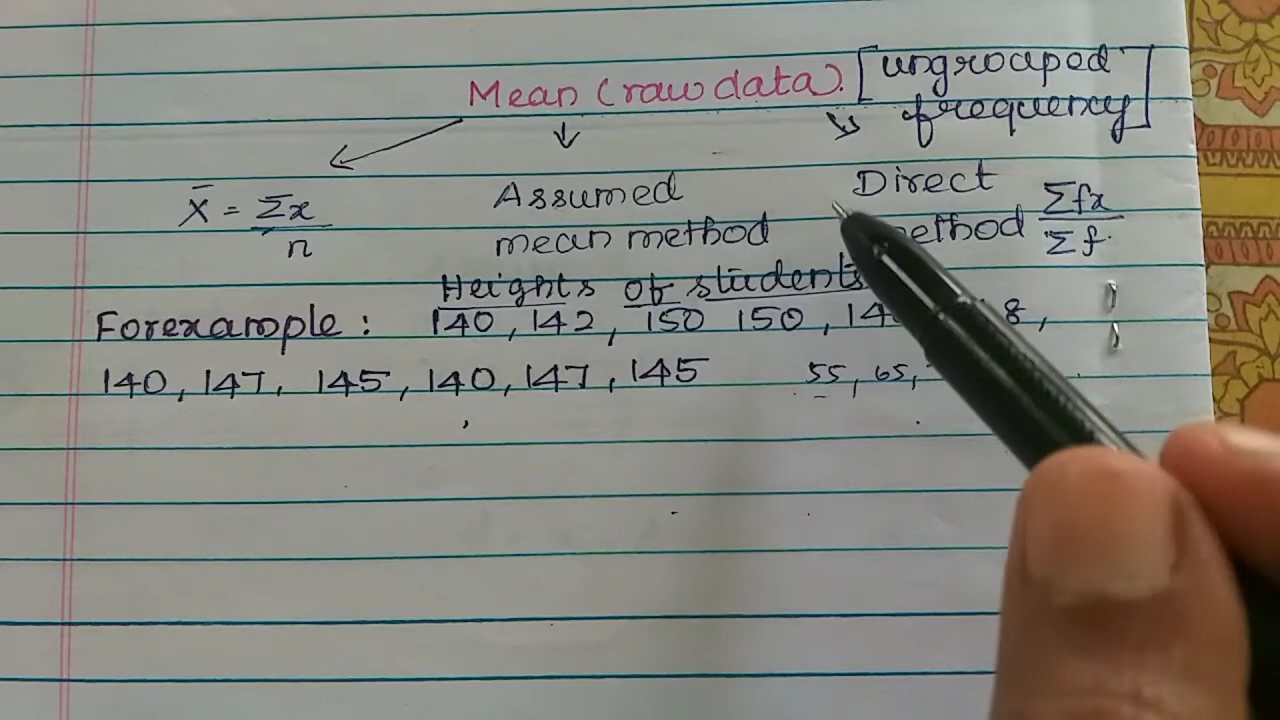 Mean (raw data). [ungrouped
frequency]
x̄ = Σx/n
Assumed
mean method
Direct
method Σfx/Σf
Heights of students
For example : 140, 142, 150 150,
140, 147, 145, 140, 147, 145 55, 65,